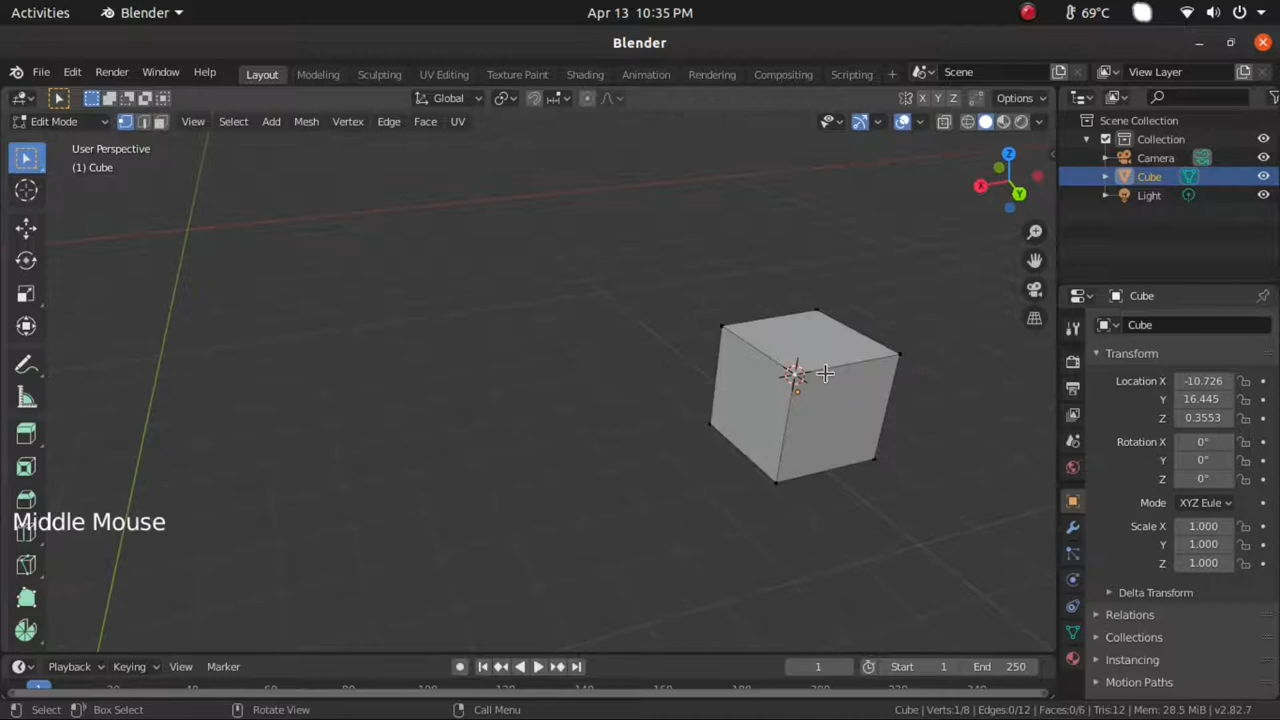 Activities Blender Apr 13 10:35 PM 69°C
Blender
File Edit Render Window Help Layout Modeling Sculpting UV Editing Texture Paint Shading Animation Rendering Compositing Scripting + Scene View Layer
Global X Y Z Options
Edit Mode View Select Add Mesh Vertex Edge Face UV
User Perspective
(1) Cube
Z
X
Y
Middle Mouse
Scene Collection
Collection
Camera
Cube
Light
Cube
Cube
Transform
Location X -10.726
Y 16.445
Z 0.3553
Rotation X 0°
Y 0°
Z 0°
Mode XYZ Eule
Scale X 1.000
Y 1.000
Z 1.000
Delta Transform
Relations
Collections
Instancing
Motion Paths
Playback Keying View Marker 1 Start 1 End 250
1
Select Box Select Rotate View Call Menu Cube | Verts:1/8 | Edges:0/12 | Faces:0/6 | Tris:12 | Mem: 28.5 MiB | v2.82.7